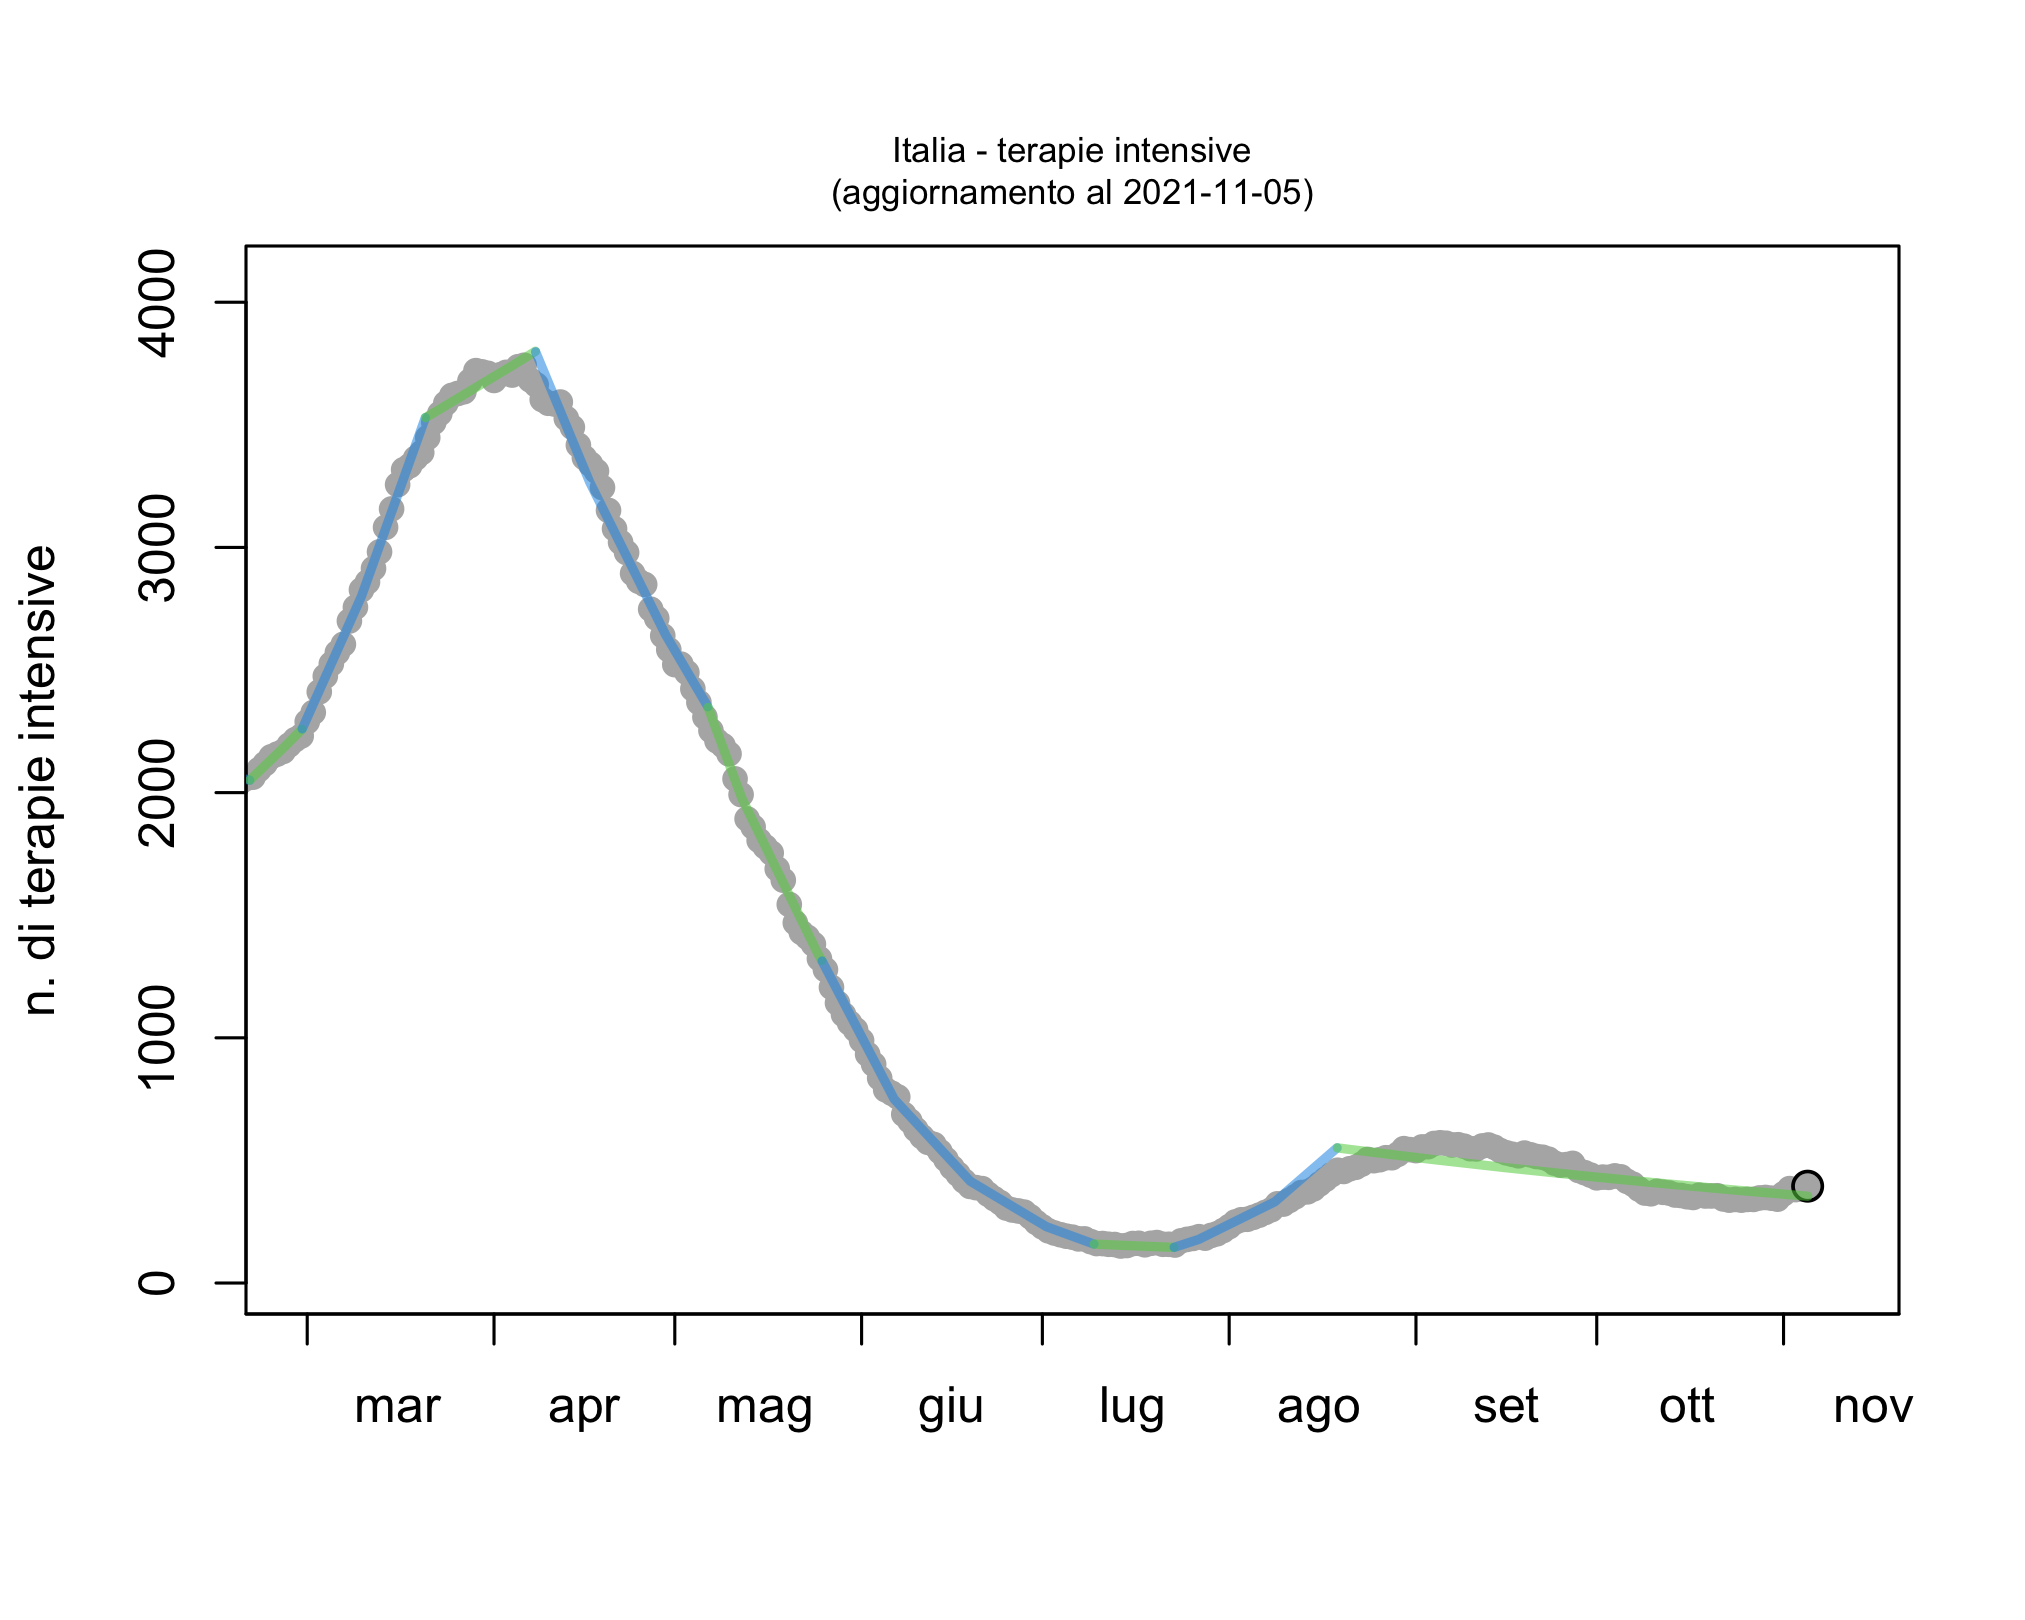 Italia - terapie intensive
(aggiornamento al 2021-11-05)
n. di terapie intensive
4000
3000
2000
1000
0
mar apr mag giu lug ago set ott nov